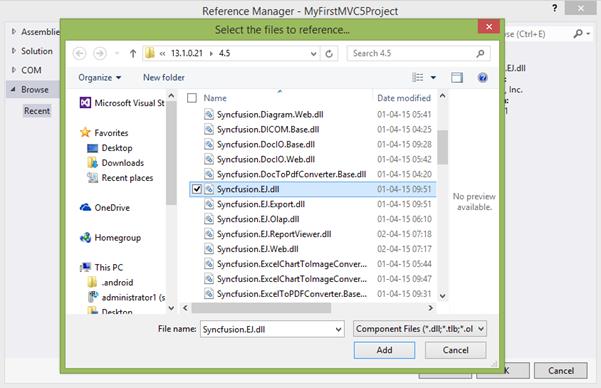 Reference Manager - MyFirstMVC5Project
Select the files to reference...
« 13.1.0.21 ▸ 4.5
Search 4.5
Organize
New folder
Name
Date modified
Microsoft Visual St
Favorites
Desktop
Downloads
Recent places
OneDrive
Homegroup
This PC
.android
administrator1 (s
Desktop
Syncfusion.Diagram.Web.dll 01-04-15 05:41
Syncfusion.DICOM.Base.dll 01-04-15 04:25
Syncfusion.DocIO.Base.dll 01-04-15 09:28
Syncfusion.DocIO.Web.dll 01-04-15 05:42
Syncfusion.DocToPdfConverter.Base.dll 01-04-15 04:20
Syncfusion.EJ.dll 01-04-15 09:51
Syncfusion.EJ.Export.dll 01-04-15 09:51
Syncfusion.EJ.Olap.dll 01-04-15 06:10
Syncfusion.EJ.ReportViewer.dll 02-04-15 07:18
Syncfusion.EJ.Web.dll 02-04-15 07:17
Syncfusion.ExcelChartToImageConver... 01-04-15 05:44
Syncfusion.ExcelChartToImageConver... 01-04-15 09:47
Syncfusion.ExcelToPDFConverter.Base... 01-04-15 09:31
No preview
available.
File name:
Syncfusion.EJ.dll
Component Files (*.dll;*.tlb;*.ol
Add
Cancel
Assemblie
Solution
COM
Browse
Recent
(Ctrl+E)
.EJ.dll
, Inc.
1
K
Cancel